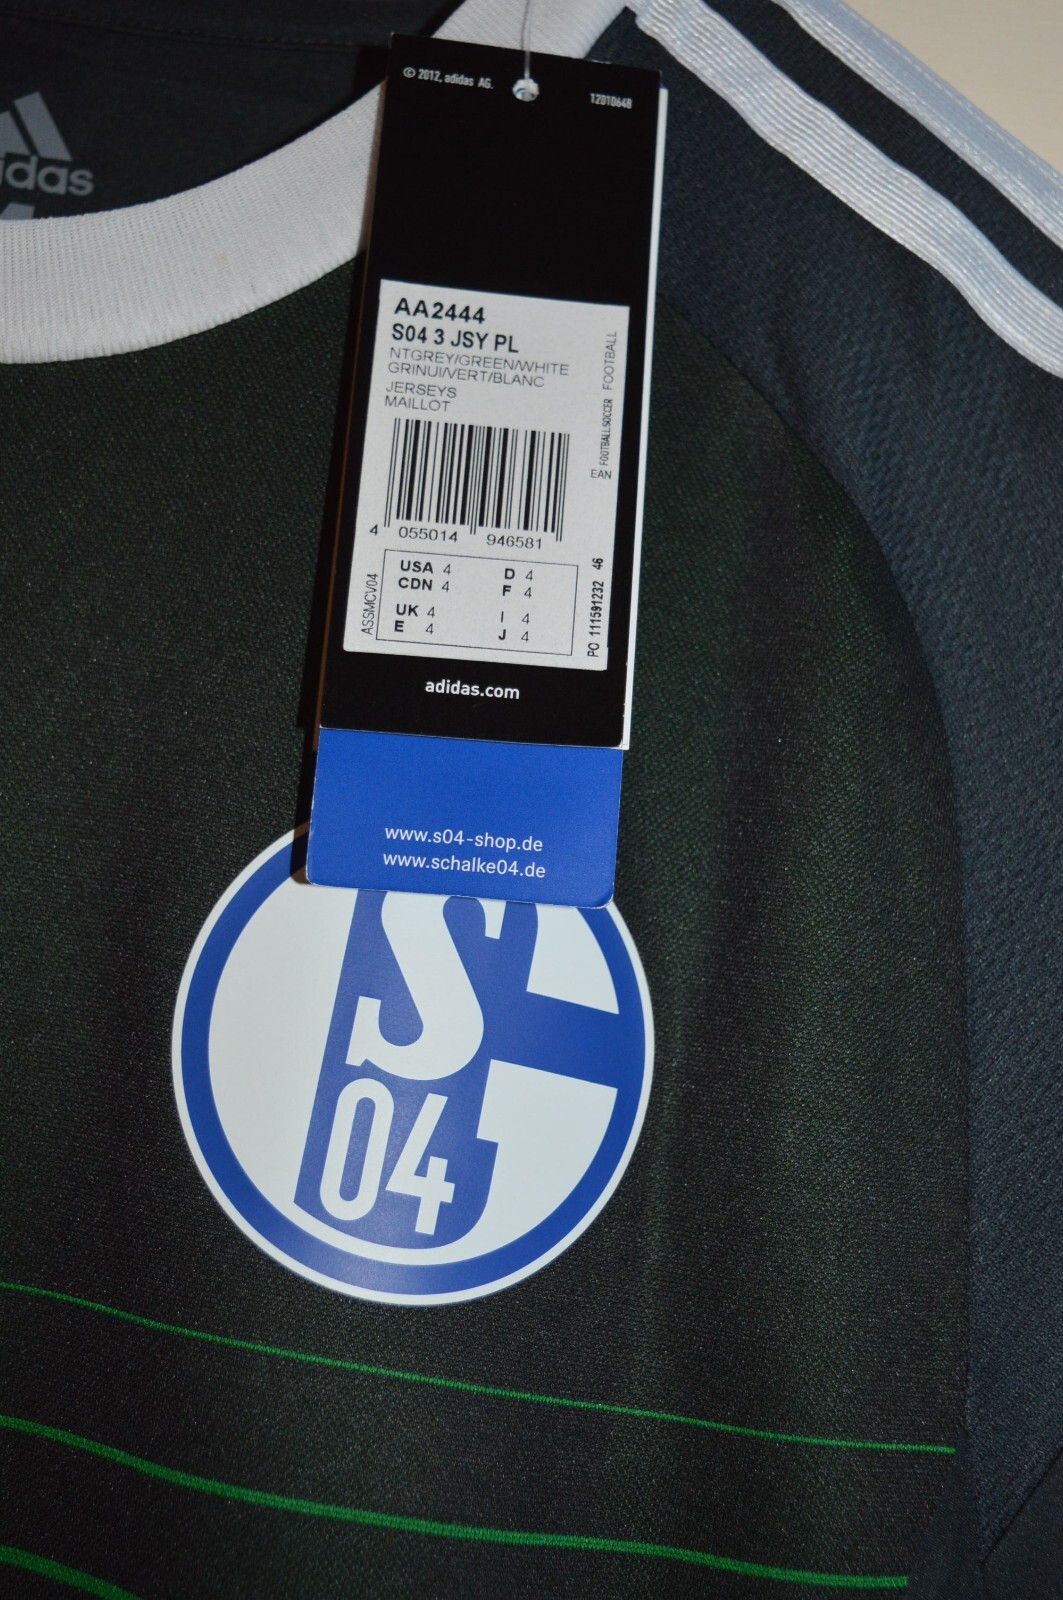 © 2012, adidas AG.
12010648
AA2444
S04 3 JSY PL
NTGREY/GREEN/WHITE
GRINUI/VERT/BLANC
JERSEYS
MAILLOT
EAN FOOTBALL/SOCCER FOOTBALL
4 055014 946581
ASSMCV04
USA 4 D 4
CDN 4 F 4
UK 4 I 4
E 4 J 4
PO 111591232 46
adidas.com
www.s04-shop.de
www.schalke04.de
S
04